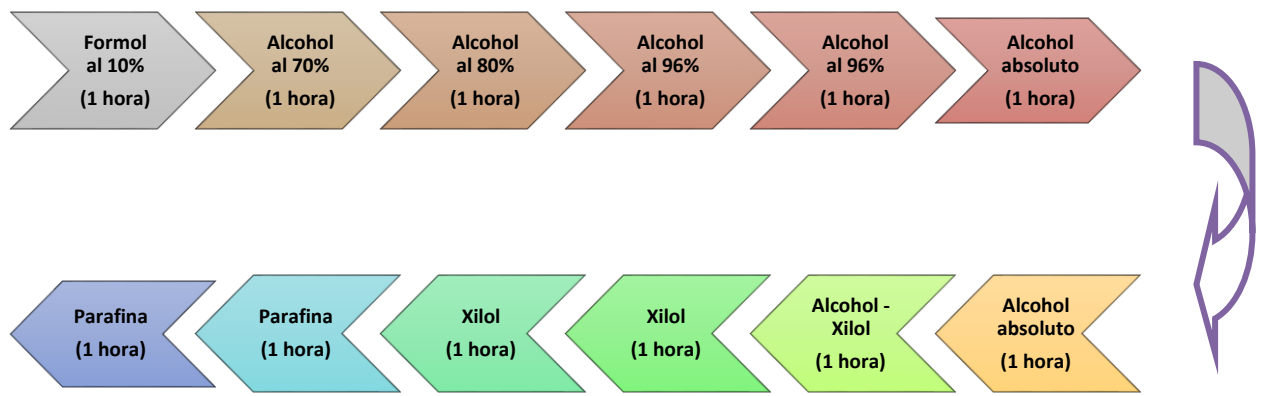 Formol
al 10%
(1 hora)
Alcohol
al 70%
(1 hora)
Alcohol
al 80%
(1 hora)
Alcohol
al 96%
(1 hora)
Alcohol
al 96%
(1 hora)
Alcohol
absoluto
(1 hora)
Alcohol
absoluto
(1 hora)
Alcohol -
Xilol
(1 hora)
Xilol
(1 hora)
Xilol
(1 hora)
Parafina
(1 hora)
Parafina
(1 hora)